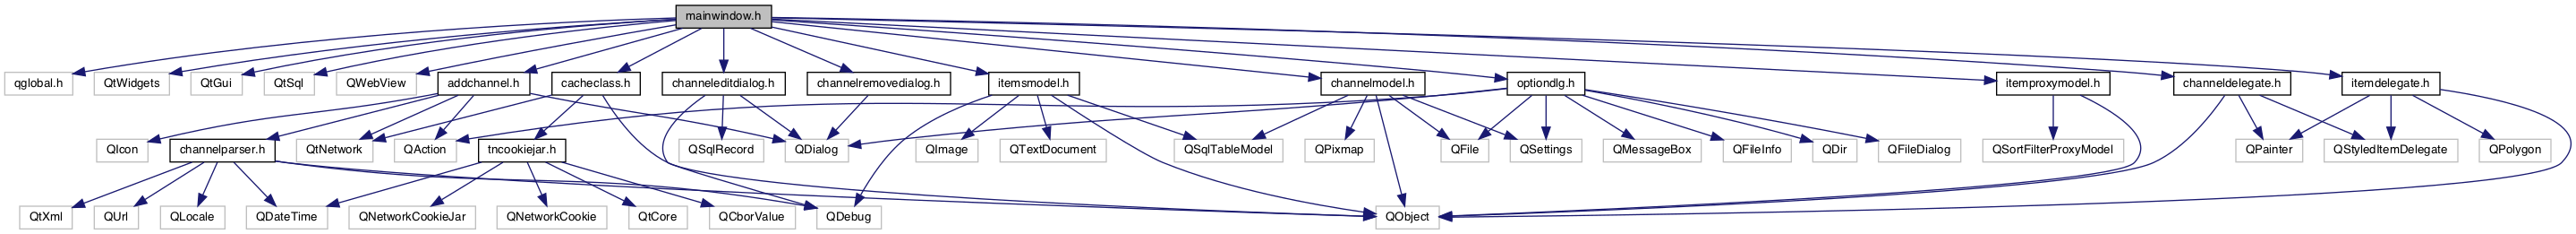 mainwindow.h
qglobal.h
QtWidgets
QtGui
QtSql
QWebView
addchannel.h
cacheclass.h
channeleditdialog.h
channelremovedialog.h
itemsmodel.h
channelmodel.h
optiondlg.h
itemproxymodel.h
channeldelegate.h
itemdelegate.h
QIcon
channelparser.h
QtNetwork
QAction
tncookiejar.h
QSqlRecord
QDialog
QImage
QTextDocument
QSqlTableModel
QPixmap
QFile
QSettings
QMessageBox
QFileInfo
QDir
QFileDialog
QSortFilterProxyModel
QPainter
QStyledItemDelegate
QPolygon
QtXml
QUrl
QLocale
QDateTime
QNetworkCookieJar
QNetworkCookie
QtCore
QCborValue
QDebug
QObject